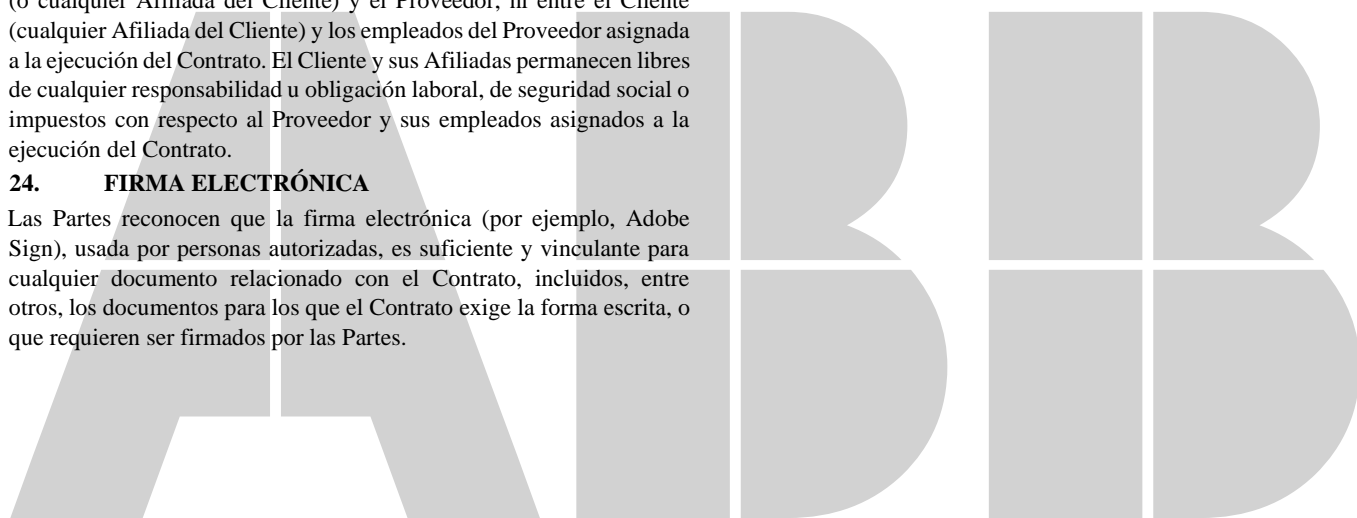 (o cualquier Afiliada del Cliente) y el Proveedor, ni entre el Cliente
(cualquier Afiliada del Cliente) y los empleados del Proveedor asignada
a la ejecución del Contrato. El Cliente y sus Afiliadas permanecen libres
de cualquier responsabilidad u obligación laboral, de seguridad social o
impuestos con respecto al Proveedor y sus empleados asignados a la
ejecución del Contrato.
24. FIRMA ELECTRÓNICA
Las Partes reconocen que la firma electrónica (por ejemplo, Adobe
Sign), usada por personas autorizadas, es suficiente y vinculante para
cualquier documento relacionado con el Contrato, incluidos, entre
otros, los documentos para los que el Contrato exige la forma escrita, o
que requieren ser firmados por las Partes.
ABB